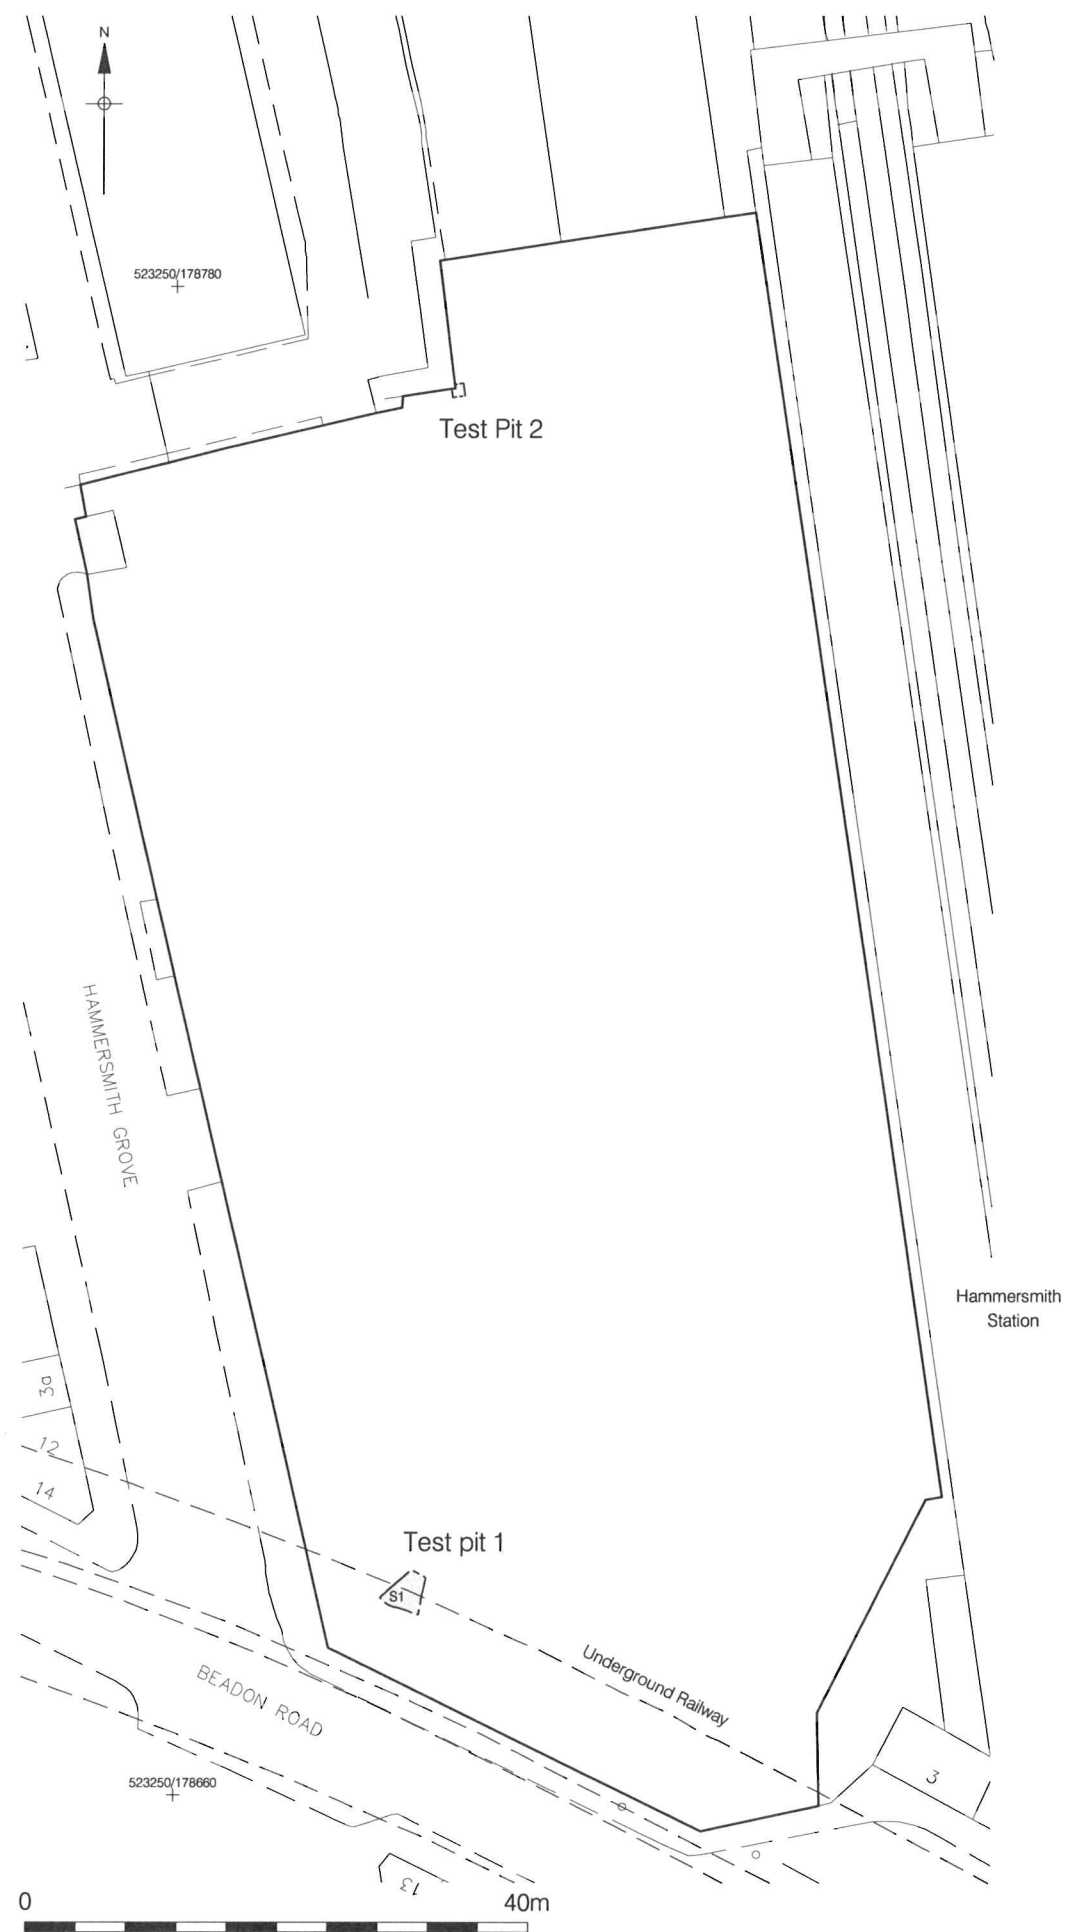 N
523250/178780
Test Pit 2
HAMMERSMITH GROVE
Hammersmith
Station
3a
12
14
Test pit 1
S1
Underground Railway
BEADON ROAD
523250/178660
3
13
0
40m